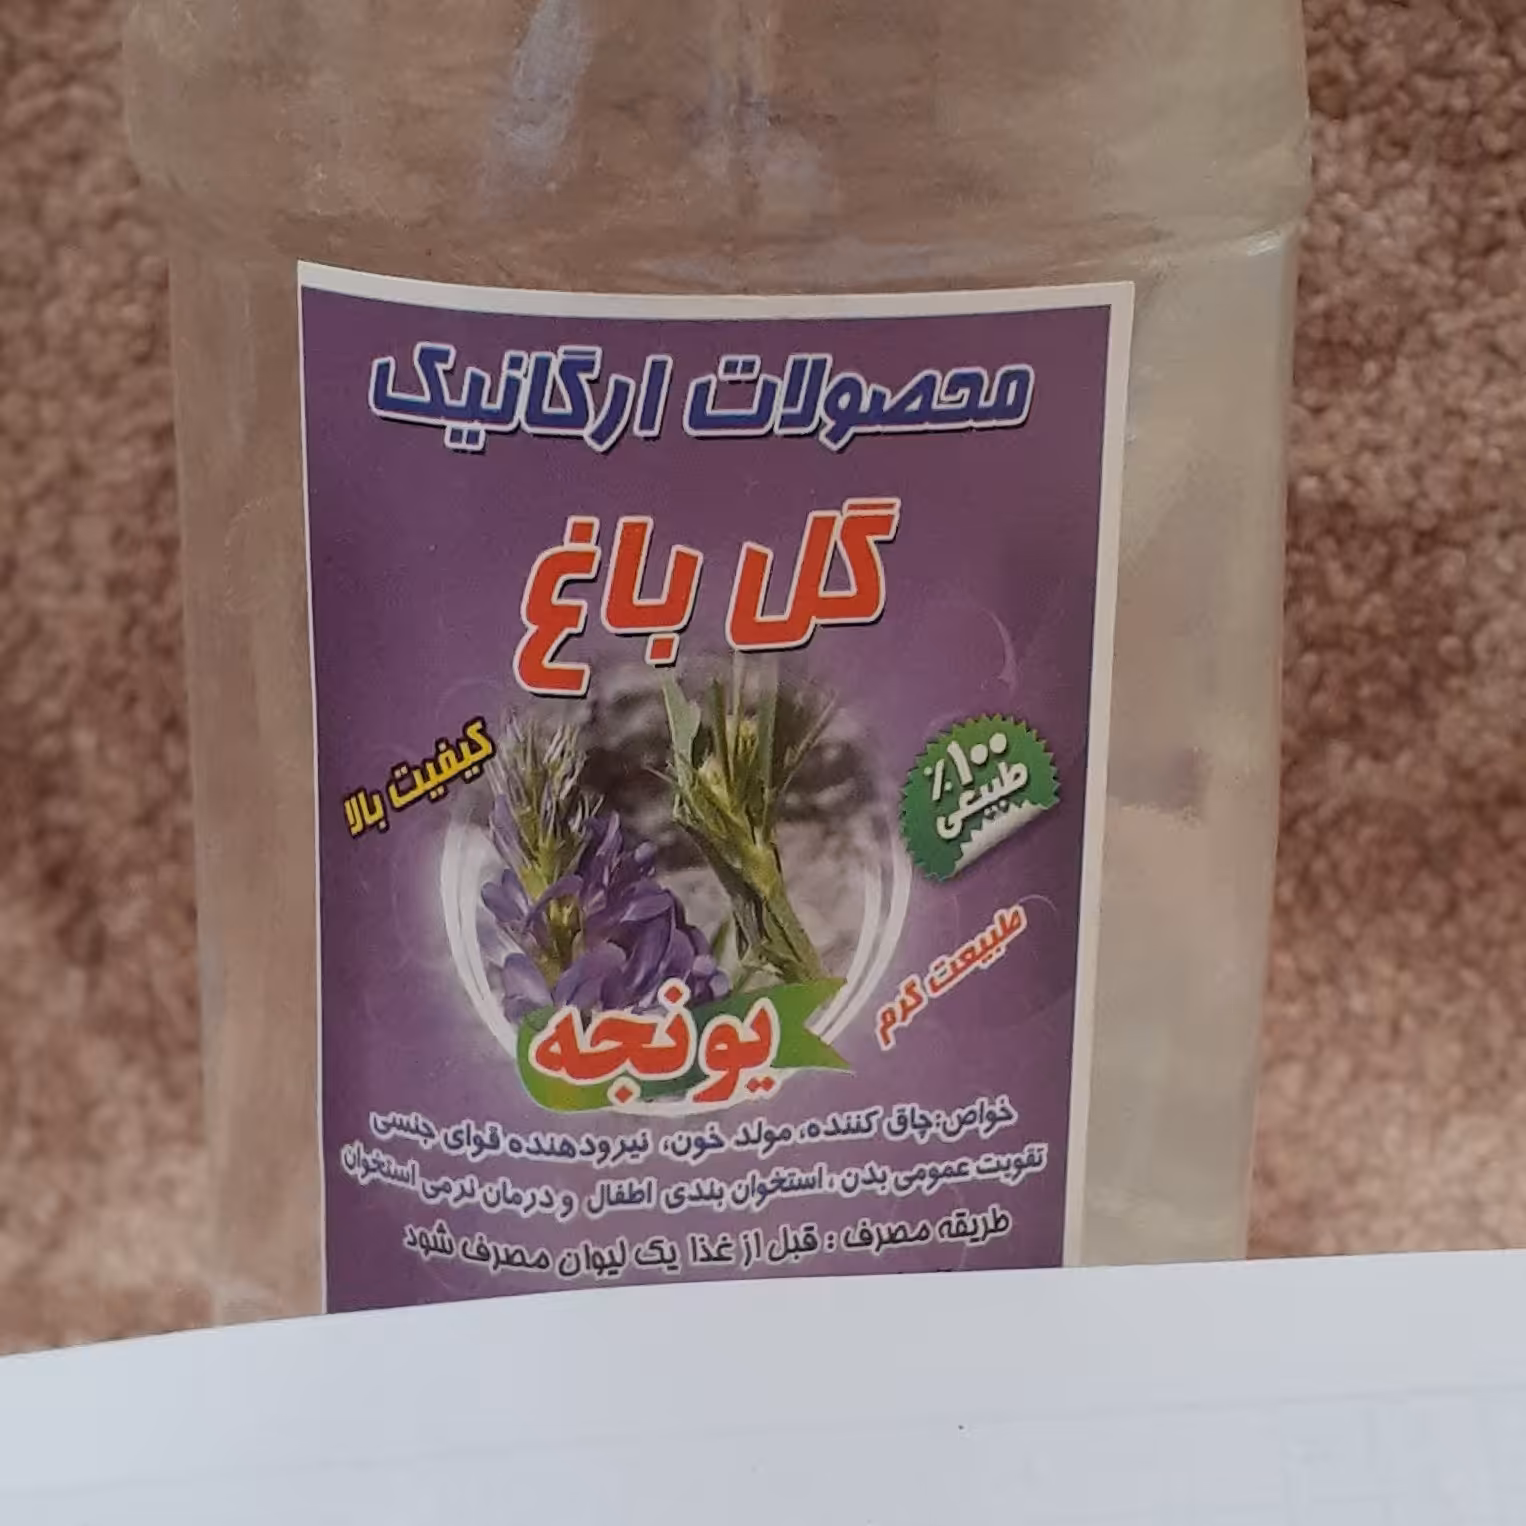 محصولات ارگانیک
گل باغ
کیفیت بالا
٪۱۰۰
طبیعی
طبیعت گرم
یونجه
خواص:چاق کننده، مولد خون، نیرودهنده قوای جنسی
تقویت عمومی بدن، استخوان بندی اطفال و درمان نرمی استخوان
طریقه مصرف : قبل از غذا یک لیوان مصرف شود